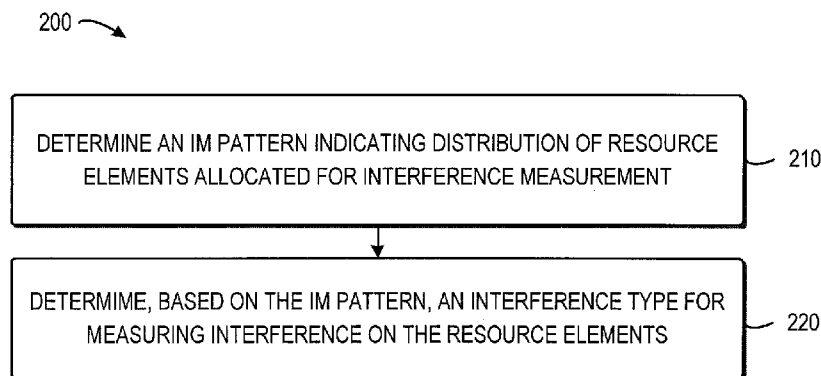 200
DETERMINE AN IM PATTERN INDICATING DISTRIBUTION OF RESOURCE
ELEMENTS ALLOCATED FOR INTERFERENCE MEASUREMENT
210
DETERMIME, BASED ON THE IM PATTERN, AN INTERFERENCE TYPE FOR
MEASURING INTERFERENCE ON THE RESOURCE ELEMENTS
220